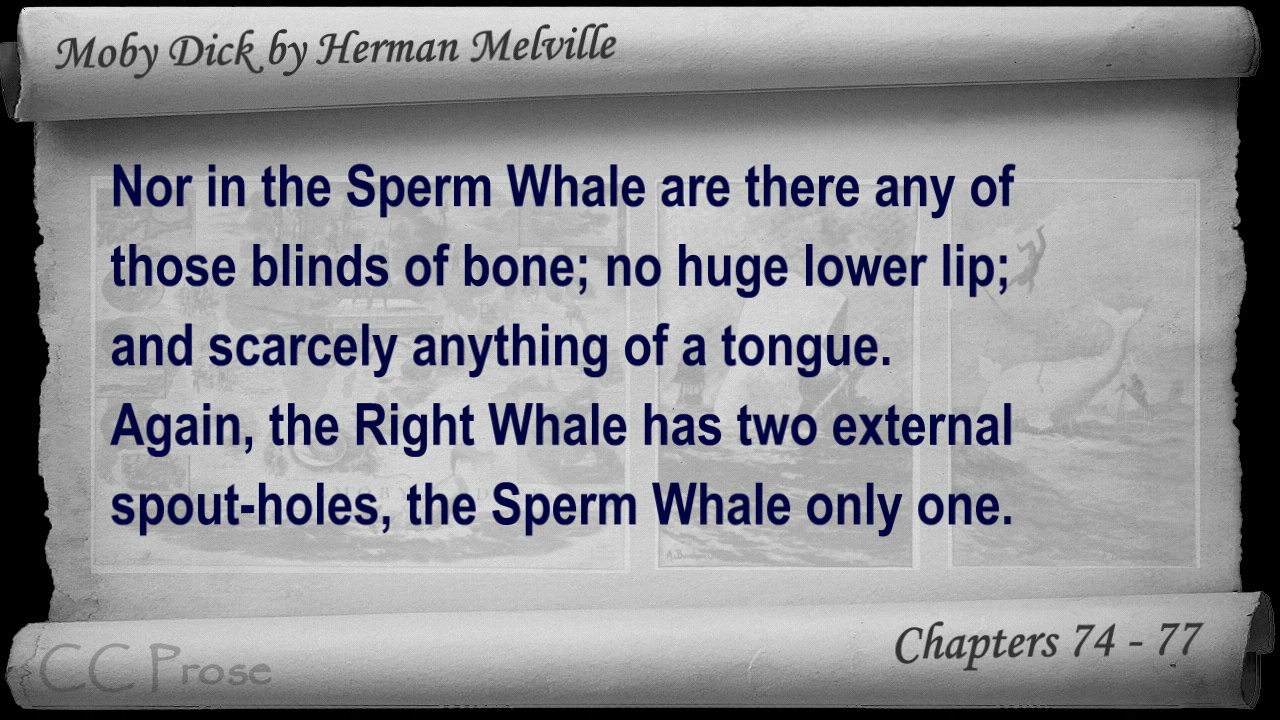 Moby Dick by Herman Melville
Nor in the Sperm Whale are there any of
those blinds of bone; no huge lower lip;
and scarcely anything of a tongue.
Again, the Right Whale has two external
spout-holes, the Sperm Whale only one.
Chapters 74 - 77
CC Prose